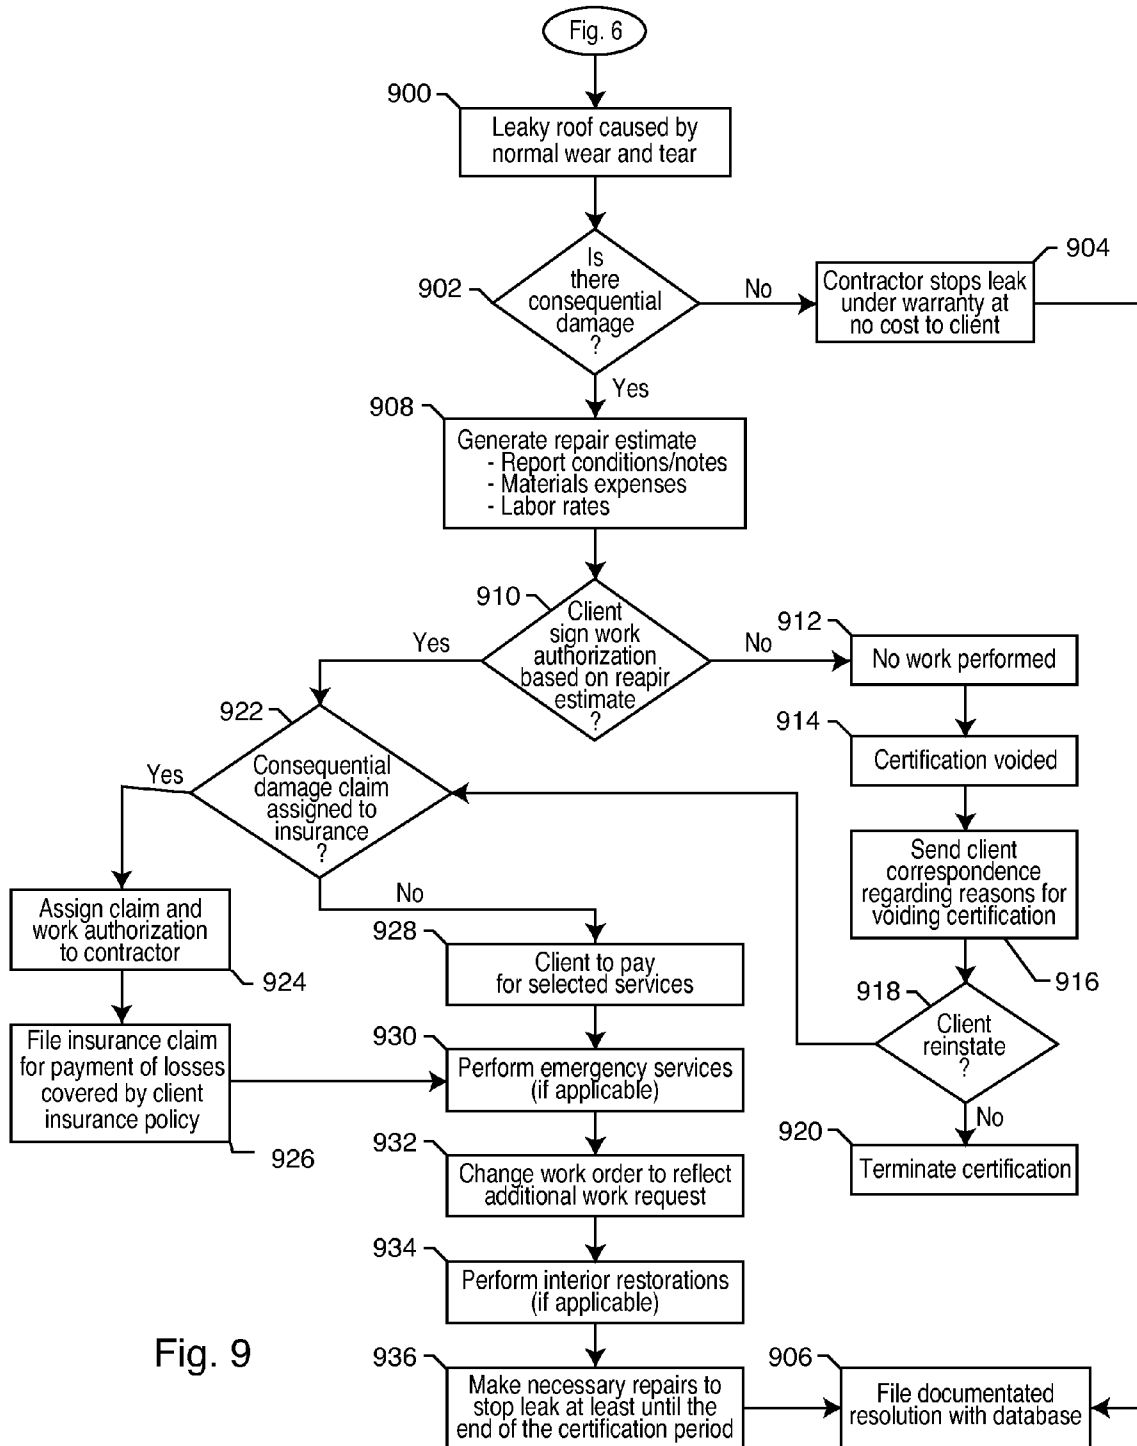 Fig. 6
900
Leaky roof caused by
normal wear and tear
902
Is
there
consequential
damage
?
No
904
Contractor stops leak
under warranty at
no cost to client
Yes
908
Generate repair estimate
- Report conditions/notes
- Materials expenses
- Labor rates
910
Client
sign work
authorization
based on reapir
estimate
?
Yes
No
912
No work performed
914
Certification voided
Send client
correspondence
regarding reasons for
voiding certification
916
918
Client
reinstate
?
No
920
Terminate certification
922
Consequential
damage claim
assigned to
insurance
?
Yes
No
Assign claim and
work authorization
to contractor
924
File insurance claim
for payment of losses
covered by client
insurance policy
926
928
Client to pay
for selected services
930
Perform emergency services
(if applicable)
932
Change work order to reflect
additional work request
934
Perform interior restorations
(if applicable)
936
Make necessary repairs to
stop leak at least until the
end of the certification period
906
File documentated
resolution with database
Fig. 9